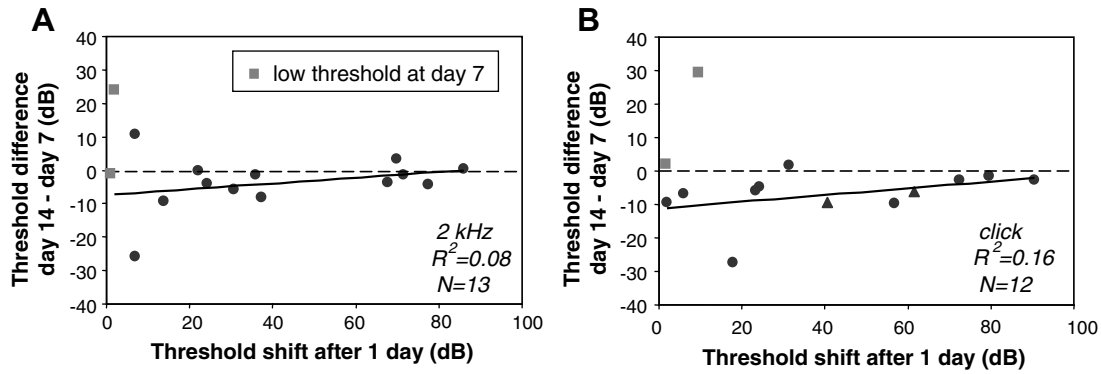 A
Threshold difference
day 14 - day 7 (dB)
40
30
20
10
0
-10
-20
-30
-40
low threshold at day 7
2 kHz
R²=0.08
N=13
0 20 40 60 80 100
Threshold shift after 1 day (dB)
B
Threshold difference
day 14 - day 7 (dB)
40
30
20
10
0
-10
-20
-30
-40
click
R²=0.16
N=12
0 20 40 60 80 100
Threshold shift after 1 day (dB)